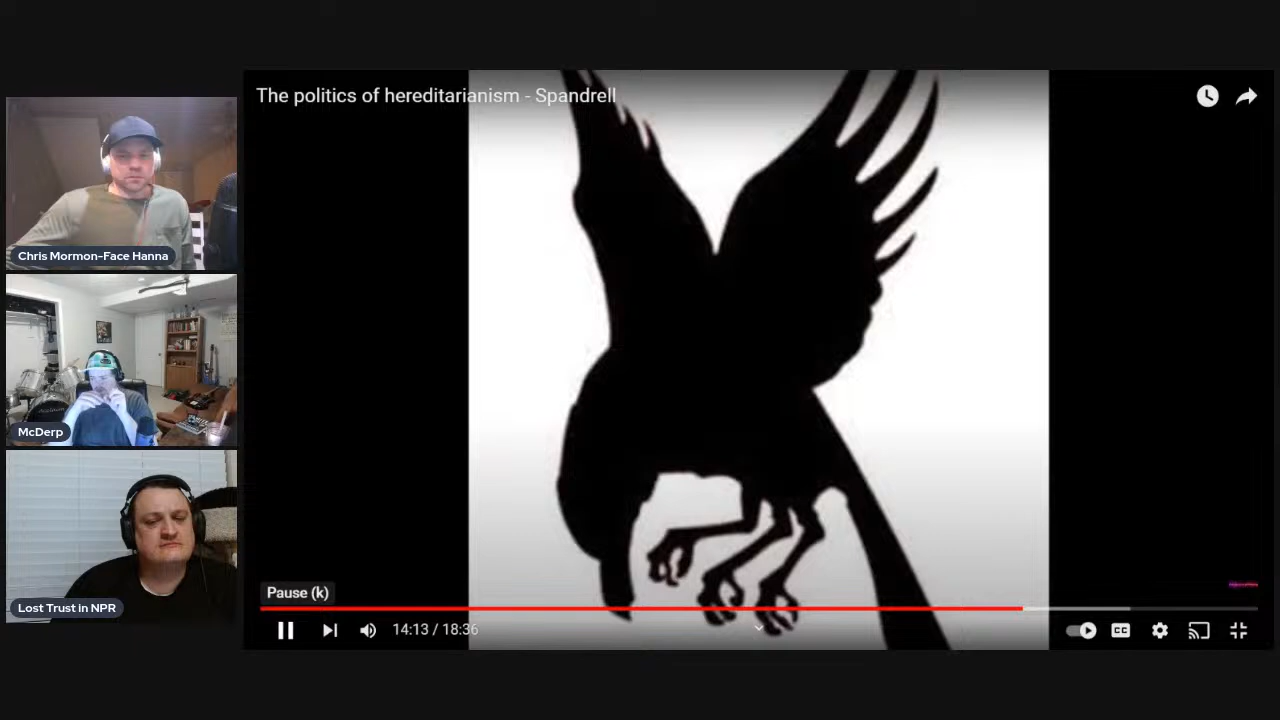 The politics of hereditarianism - Spandrell
Chris Mormon-Face Hanna
McDerp
Lost Trust in NPR
Pause (k)
14:13 / 18:36
CC